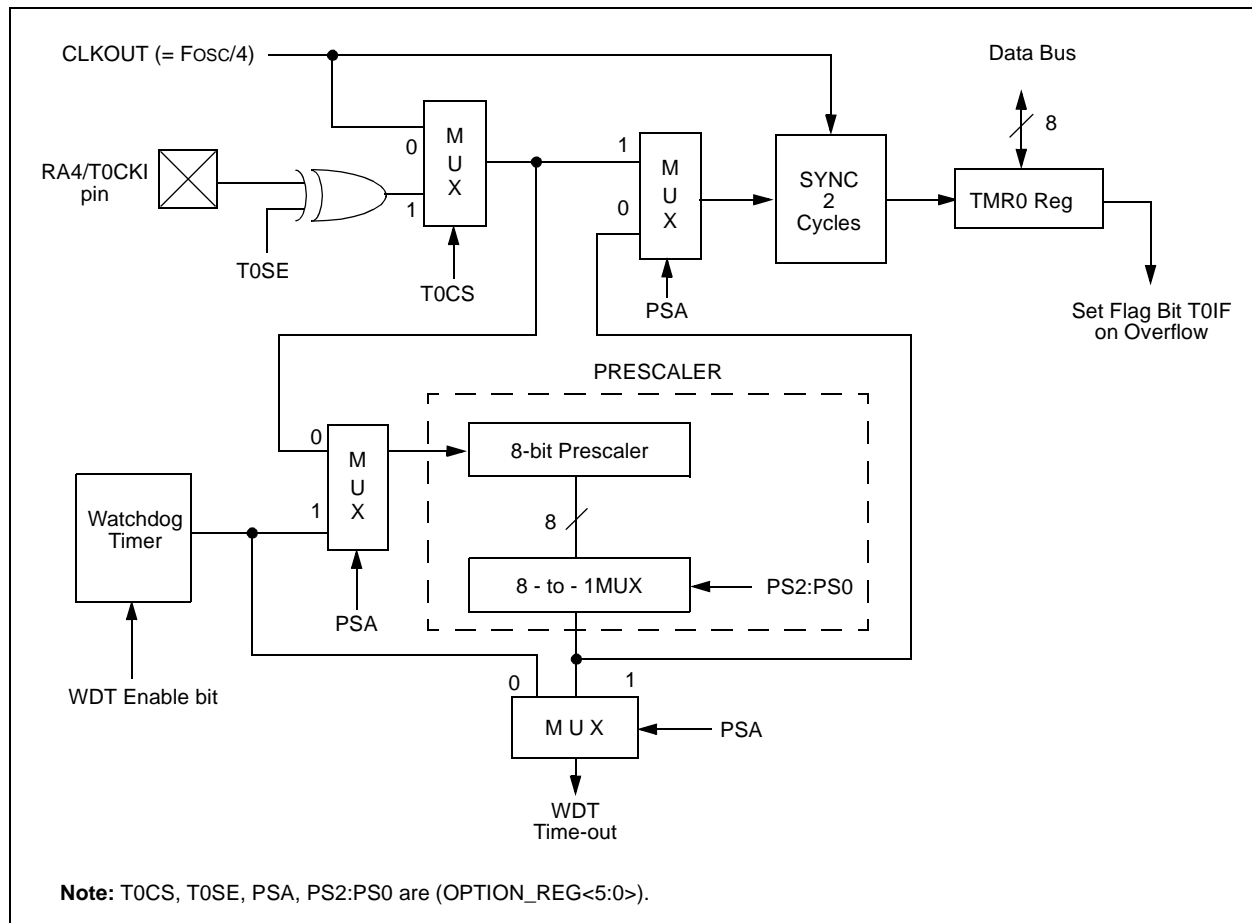 CLKOUT (= FOSC/4)
Data Bus
8
RA4/T0CKI
pin
T0SE
0
1
M
U
X
T0CS
1
0
M
U
X
PSA
SYNC
2
Cycles
TMR0 Reg
Set Flag Bit T0IF
on Overflow
PRESCALER
0
1
M
U
X
PSA
8-bit Prescaler
8
8 - to - 1MUX
PS2:PS0
Watchdog
Timer
WDT Enable bit
0
1
M U X
PSA
WDT
Time-out
Note: T0CS, T0SE, PSA, PS2:PS0 are (OPTION_REG<5:0>).